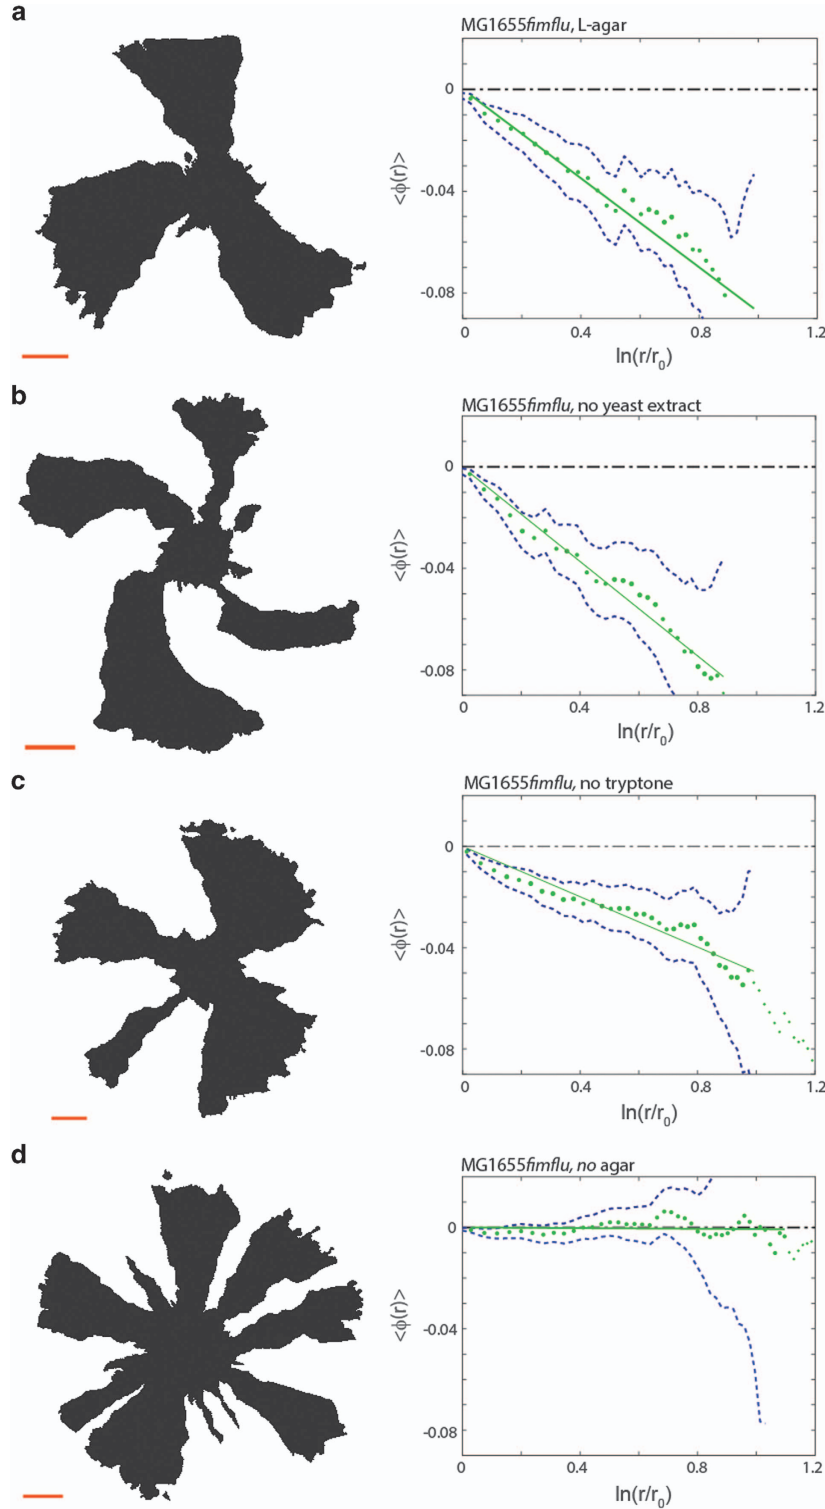 a
MG1655fimflu, L-agar
0
-0.04
-0.08
<ϕ(r)>
0 0.4 0.8 1.2
ln(r/r₀)
b
MG1655fimflu, no yeast extract
0
-0.04
-0.08
<ϕ(r)>
0 0.4 0.8 1.2
ln(r/r₀)
c
MG1655fimflu, no tryptone
0
-0.04
-0.08
<ϕ(r)>
0 0.4 0.8 1.2
ln(r/r₀)
d
MG1655fimflu, no agar
0
-0.04
-0.08
<ϕ(r)>
0 0.4 0.8 1.2
ln(r/r₀)